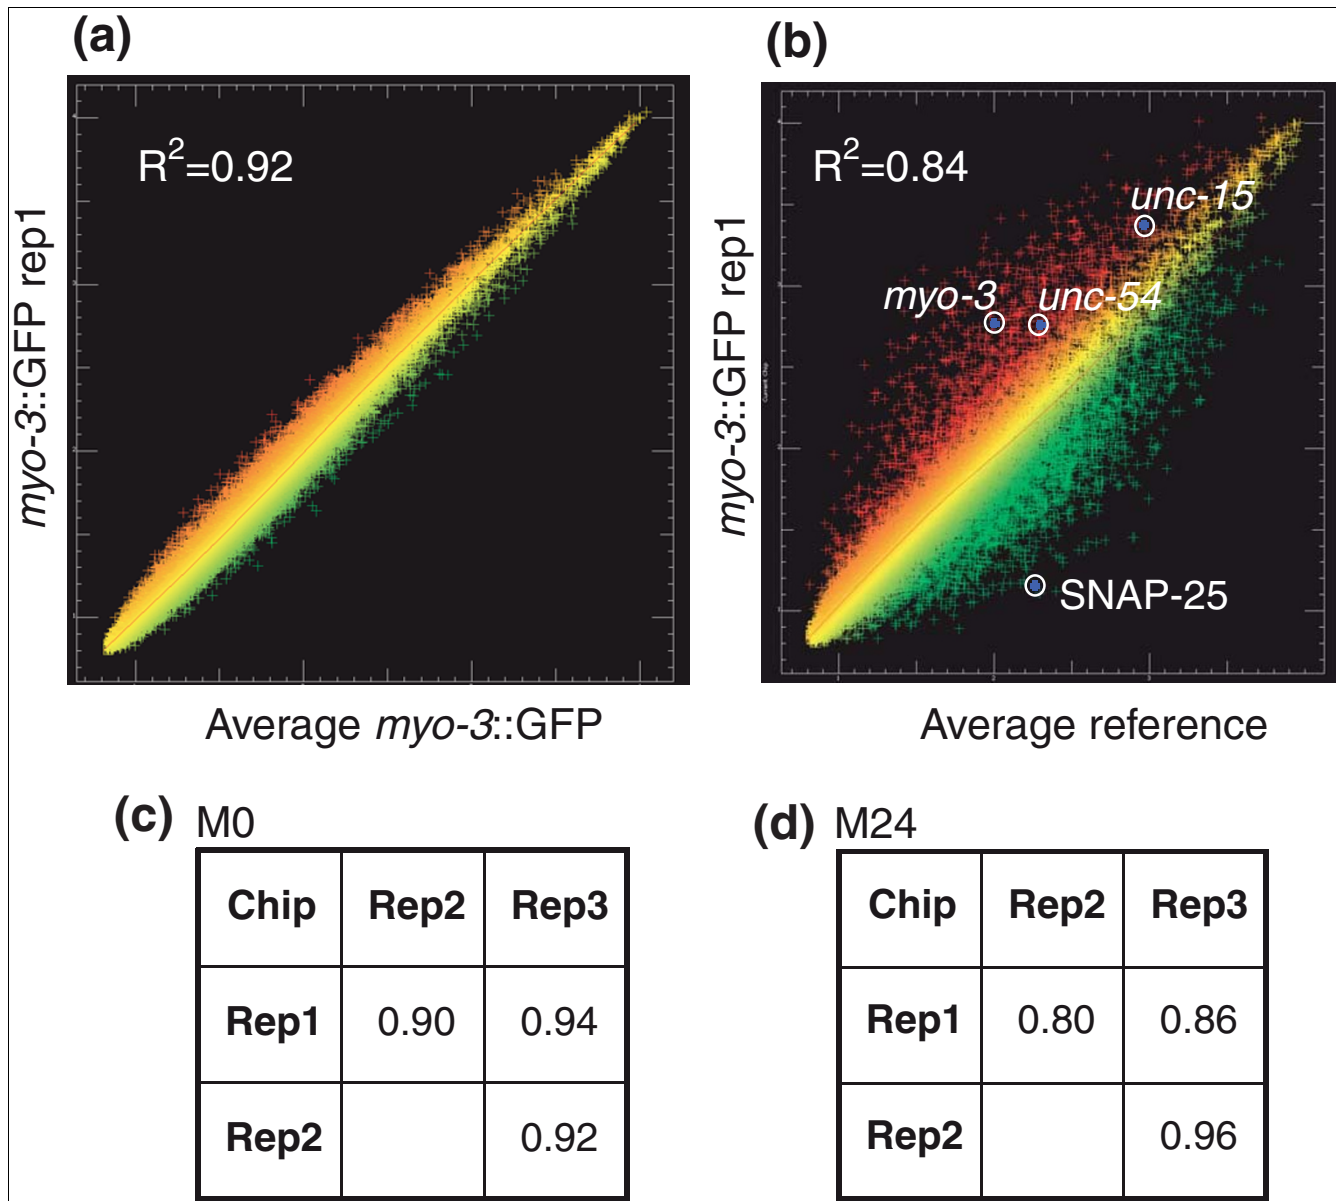 (a)
R²=0.92
myo-3::GFP rep1
Average myo-3::GFP
(b)
R²=0.84
unc-15
myo-3
unc-54
SNAP-25
myo-3::GFP rep1
Average reference
(c) M0
Chip Rep2 Rep3
Rep1 0.90 0.94
Rep2 0.92
(d) M24
Chip Rep2 Rep3
Rep1 0.80 0.86
Rep2 0.96